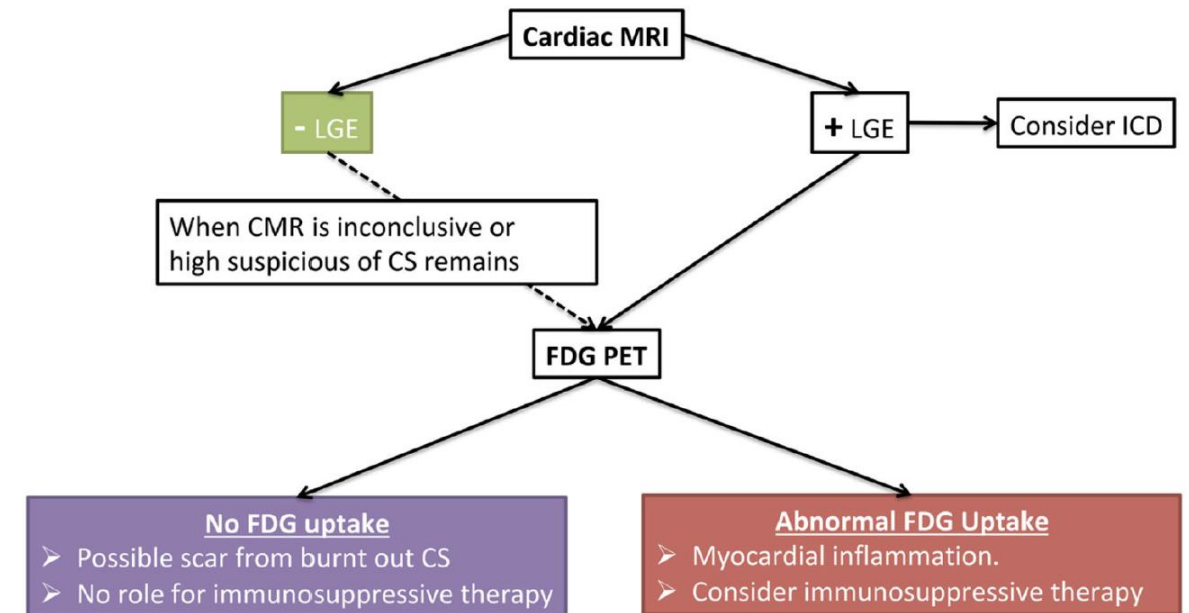 Cardiac MRI
- LGE
+ LGE
Consider ICD
When CMR is inconclusive or
high suspicious of CS remains
FDG PET
No FDG uptake
➢ Possible scar from burnt out CS
➢ No role for immunosuppressive therapy
Abnormal FDG Uptake
➢ Myocardial inflammation.
➢ Consider immunosuppressive therapy